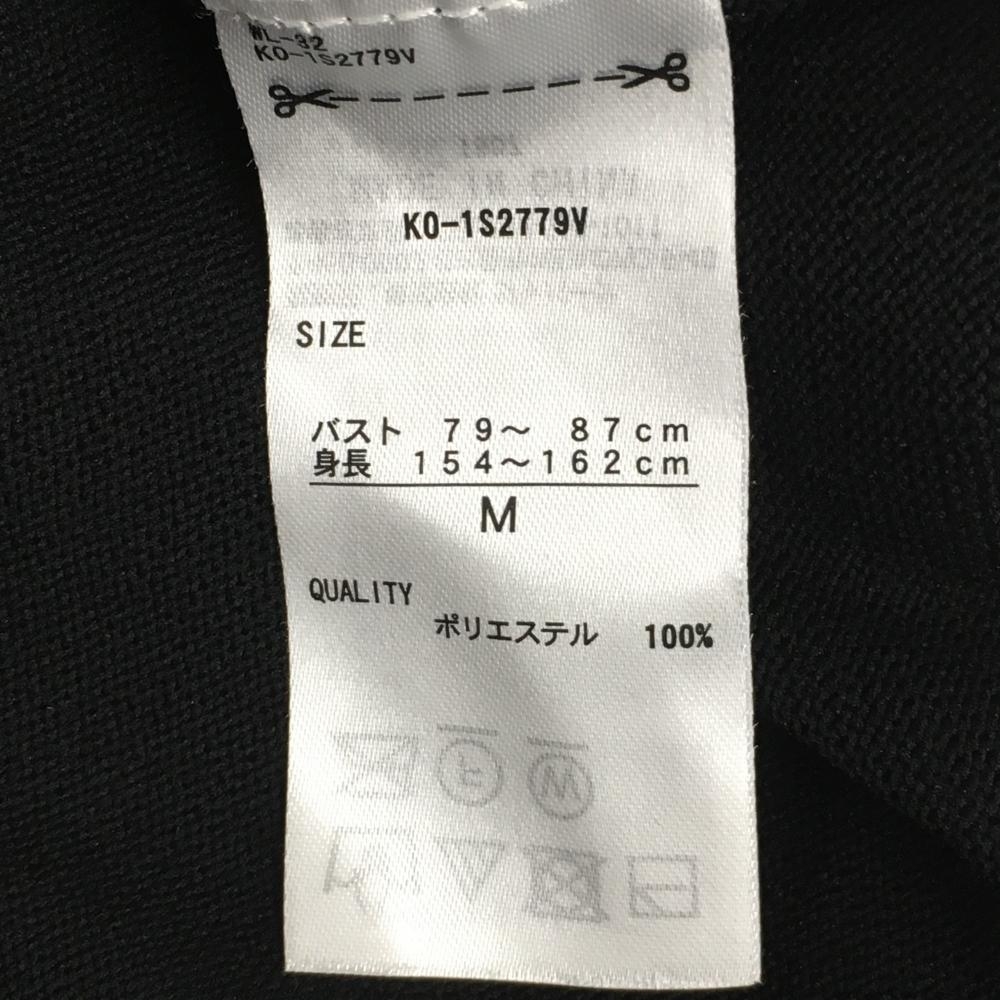 WL-32
KO-1S2779V
KO-1S2779V
SIZE
バスト 79～ 87cm
身長 154～162cm
M
QUALITY
ポリエステル 100%